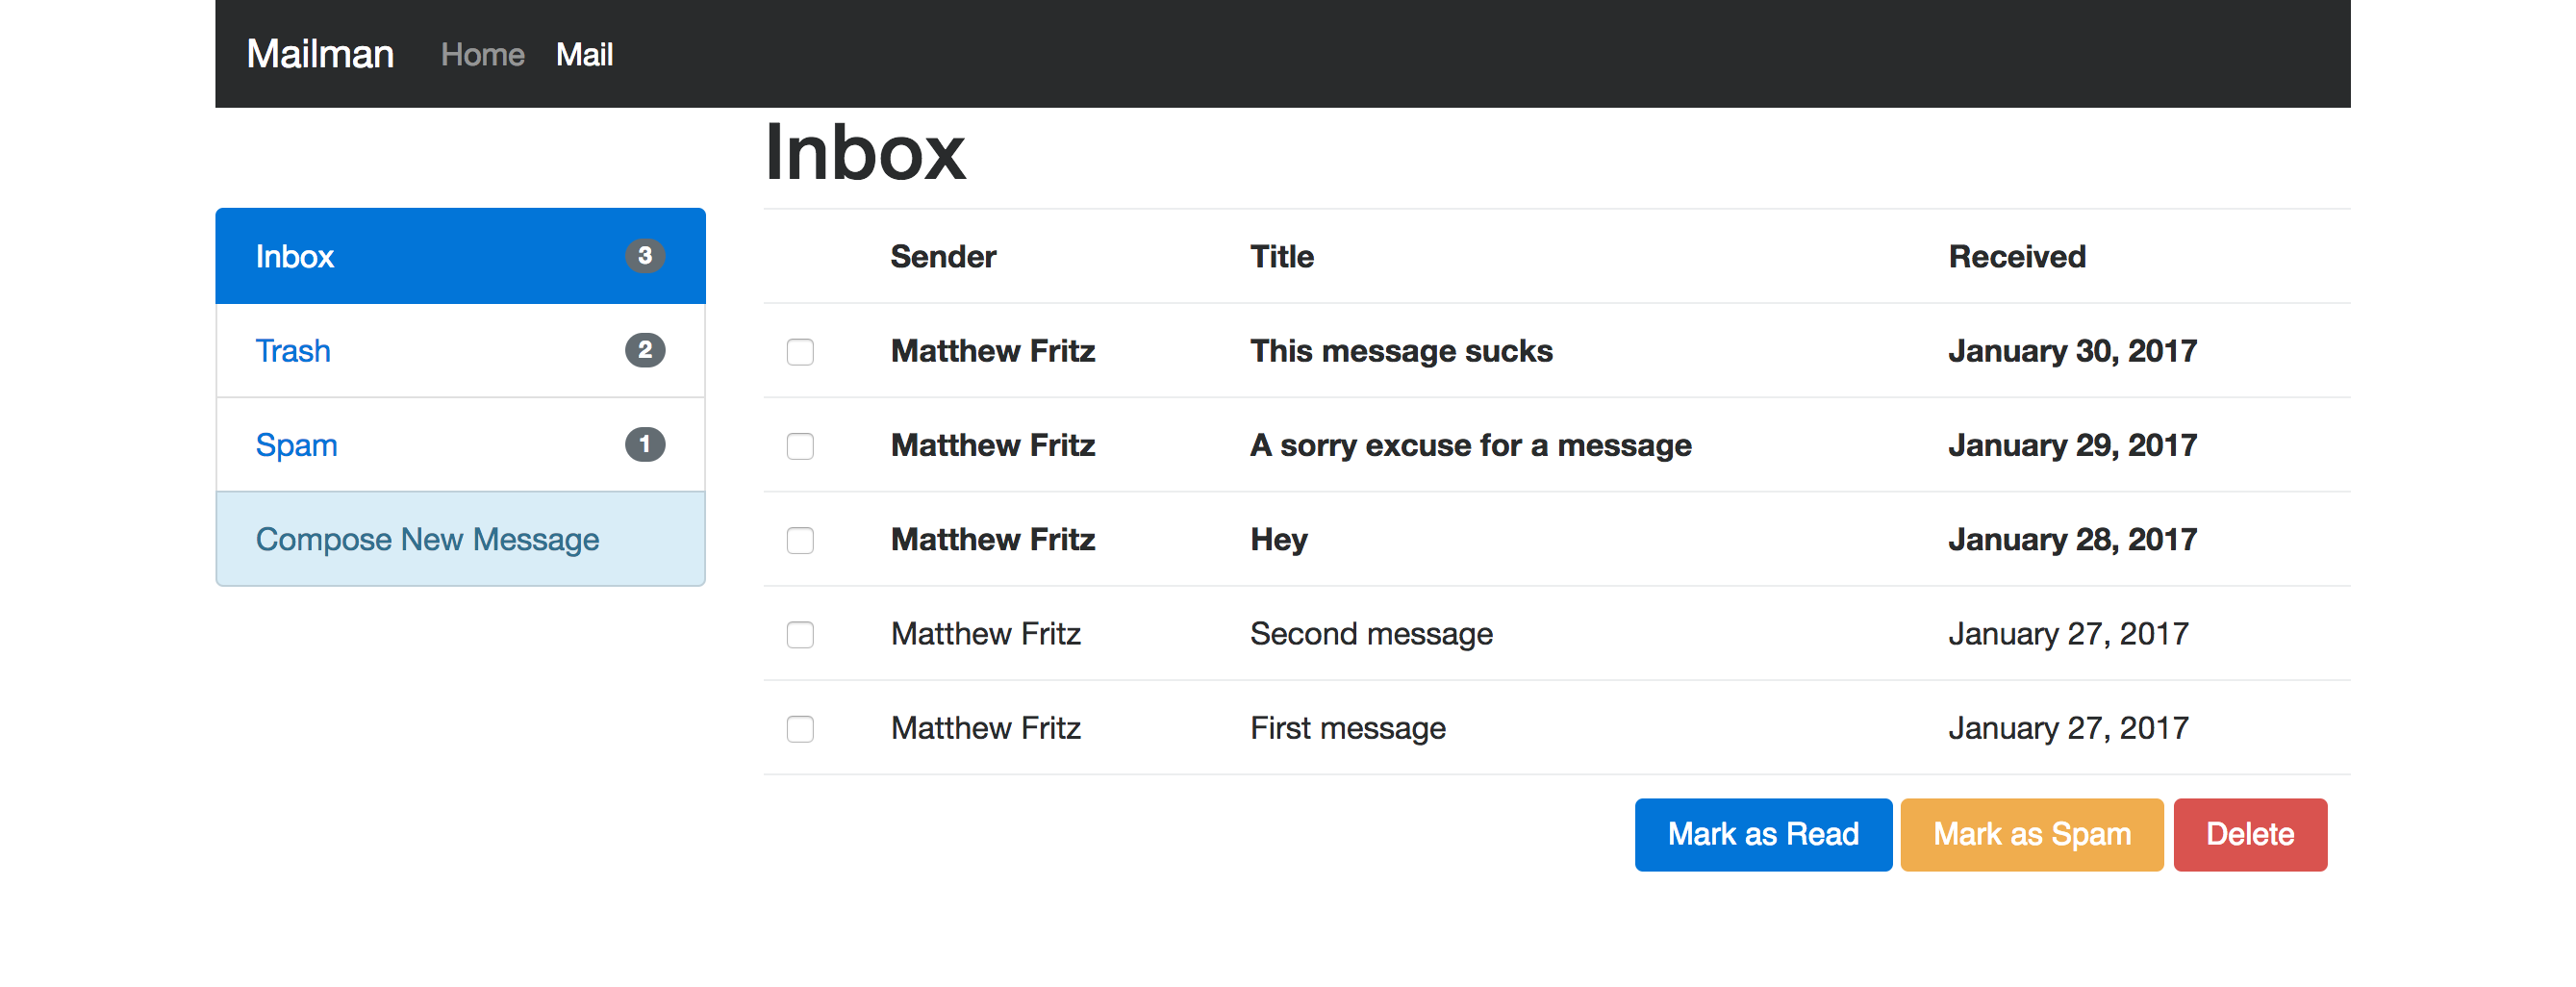 Mailman Home Mail
Inbox
Inbox 3
Trash 2
Spam 1
Compose New Message
Sender Title Received
Matthew Fritz This message sucks January 30, 2017
Matthew Fritz A sorry excuse for a message January 29, 2017
Matthew Fritz Hey January 28, 2017
Matthew Fritz Second message January 27, 2017
Matthew Fritz First message January 27, 2017
Mark as Read Mark as Spam Delete